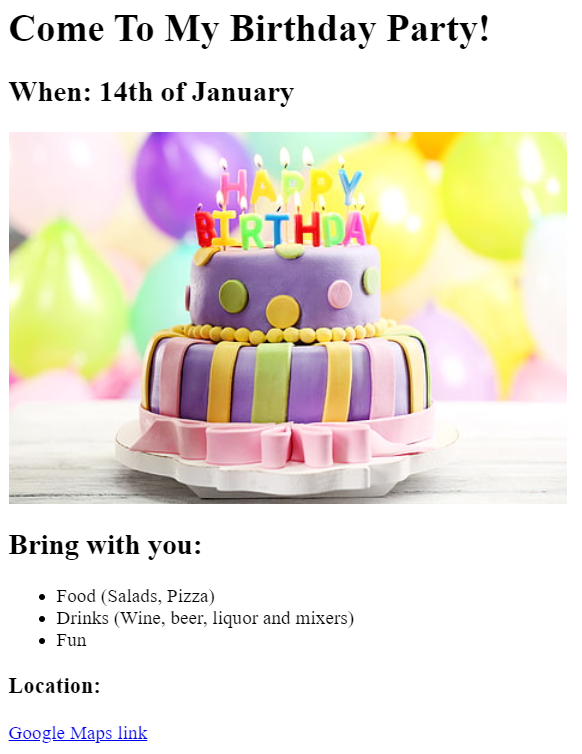 Come To My Birthday Party!
When: 14th of January
HAPPY
BIRTHDAY
Bring with you:
Food (Salads, Pizza)
Drinks (Wine, beer, liquor and mixers)
Fun
Location:
Google Maps link